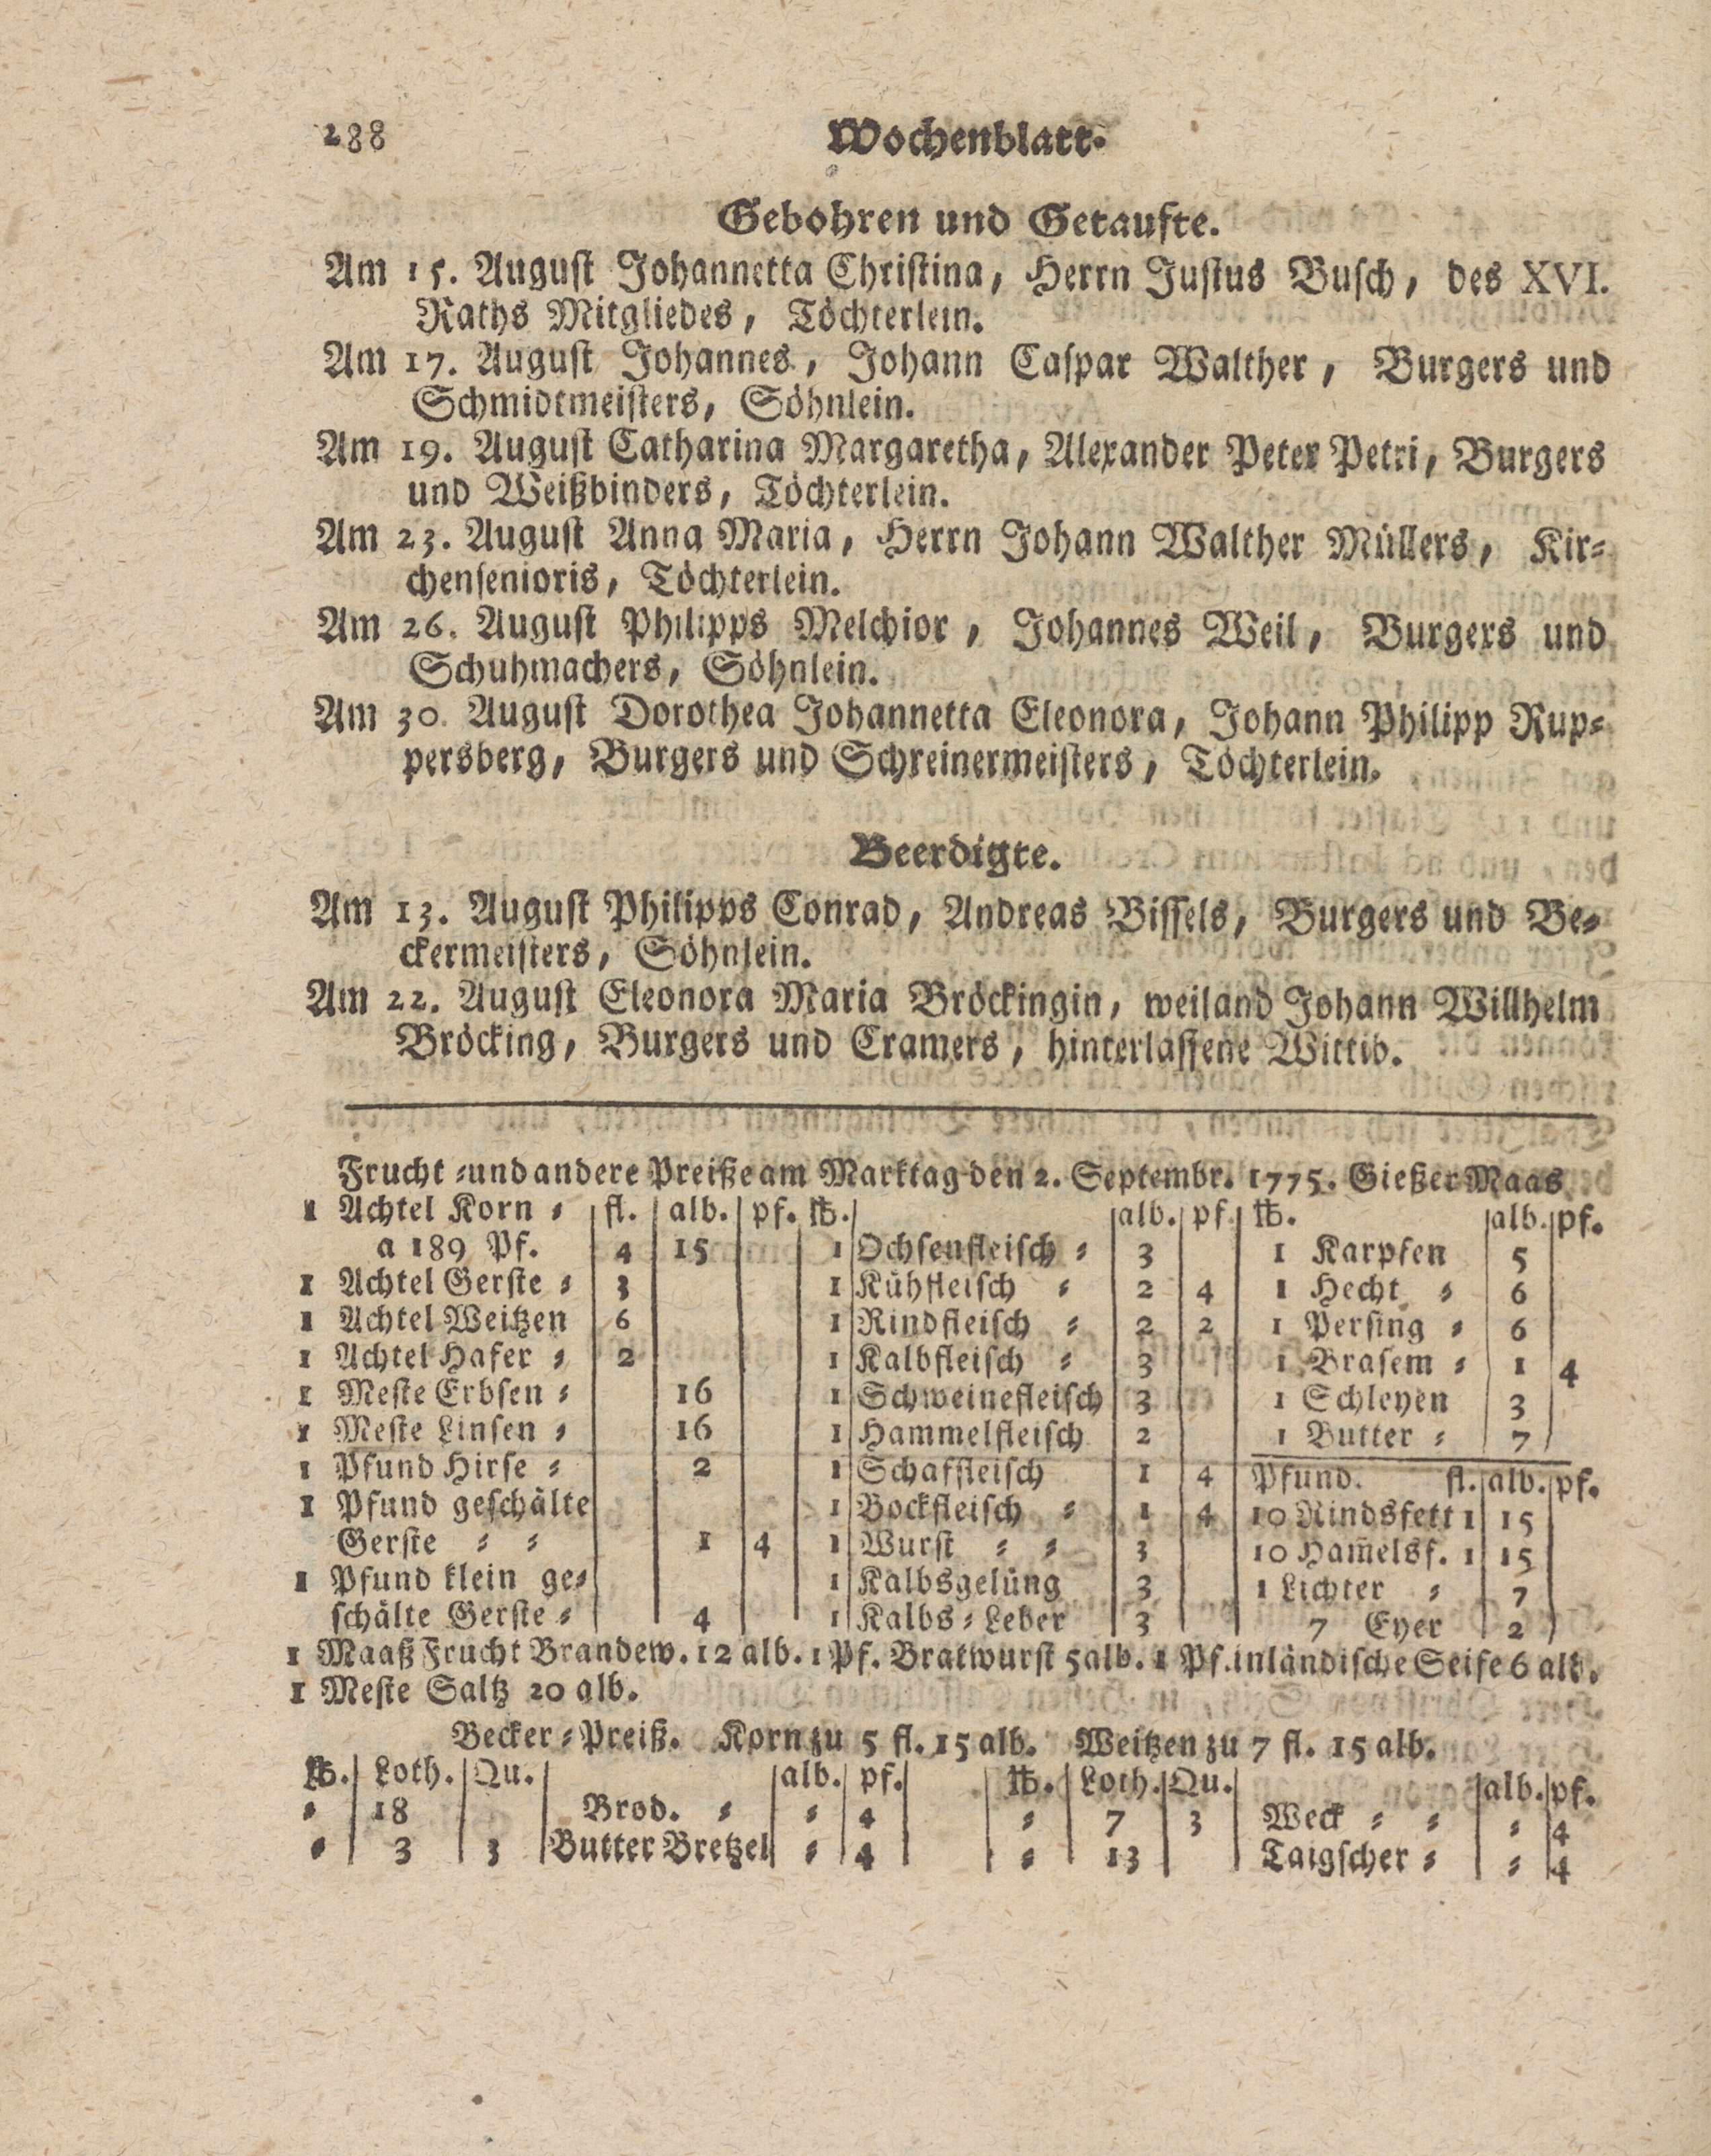 288 Wochenblatt.
Gebohren und Getaufte.
Am 15. August Johannetta Christina, Herrn Justus Busch, des XVI.
Raths Mitgliedes, Töchterlein.
Am 17. August Johannes, Johann Caspar Walther, Burgers und
Schmidtmeisters, Söhnlein.
Am 19. August Catharina Margaretha, Alexander Peter Petri, Burgers
und Weißbinders, Töchterlein.
Am 23. August Anna Maria, Herrn Johann Walther Müllers, Kir-
chensenioris, Töchterlein.
Am 26. August Philipps Melchior, Johannes Weil, Burgers und
Schuhmachers, Söhnlein.
Am 30. August Dorothea Johannetta Eleonora, Johann Philipp Rup-
persberg, Burgers und Schreinermeisters, Töchterlein.
Beerdigte.
Am 13. August Philipps Conrad, Andreas Bissels, Burgers und Be-
ckermeisters, Söhnlein.
Am 22. August Eleonora Maria Bröckingin, weiland Johann Willhelm
Bröcking, Burgers und Cramers, hinterlassene Wittib.
Frucht-und andere Preiße am Marktag den 2. Septembr. 1775. Gießer Maas.
1 Achtel Korn - fl. alb. pf.
a 189 Pf. 4 15
1 Achtel Gerste - 3
1 Achtel Weitzen 6
1 Achtel Hafer - 2
1 Meste Erbsen - 16
1 Meste Linsen - 16
1 Pfund Hirse - 2
1 Pfund geschälte
Gerste - - 1 4
1 Pfund klein ge-
schälte Gerste - 4
℔. alb. pf.
1 Ochsenfleisch - 3
1 Kühfleisch - 2 4
1 Rindfleisch - 2 2
1 Kalbfleisch - 3
1 Schweinefleisch 3
1 Hammelfleisch 2
1 Schaffleisch 1 4
1 Bockfleisch - 1 4
1 Wurst - - 3
1 Kalbsgelüng 3
1 Kalbs-Leber 3
℔. alb. pf.
1 Karpfen 5
1 Hecht - 6
1 Persing - 6
1 Brasem - 1 4
1 Schleyen 3
1 Butter - 7
Pfund. fl. alb. pf.
10 Rindsfett 1 15
10 Ham̄elsf. 1 15
1 Lichter - 7
7 Eyer 2
1 Maaß Frucht Brandew. 12 alb. 1 Pf. Bratwurst 5 alb. 1 Pf. inländische Seife 6 alb.
1 Meste Saltz 20 alb.
Becker-Preiß. Korn zu 5 fl. 15 alb. Weitzen zu 7 fl. 15 alb.
℔. Loth. Qu. alb. pf. ℔. Loth. Qu. alb. pf.
- 18 Brod. - - 4 - 7 3 Weck - - - 4
- 3 3 Butter Bretzel - 4 - 13 Taigscher - - 4